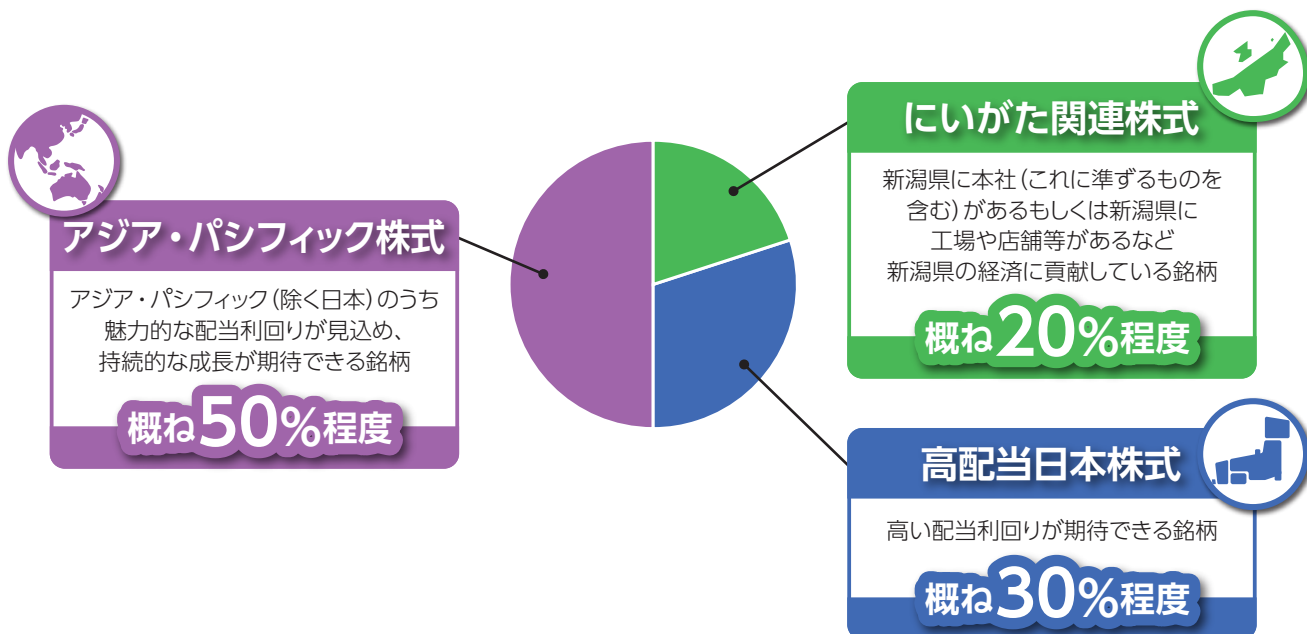 アジア・パシフィック株式
アジア・パシフィック(除く日本)のうち
魅力的な配当利回りが見込め、
持続的な成長が期待できる銘柄
概ね50%程度
にいがた関連株式
新潟県に本社(これに準ずるものを
含む)があるもしくは新潟県に
工場や店舗等があるなど
新潟県の経済に貢献している銘柄
概ね20%程度
高配当日本株式
高い配当利回りが期待できる銘柄
概ね30%程度